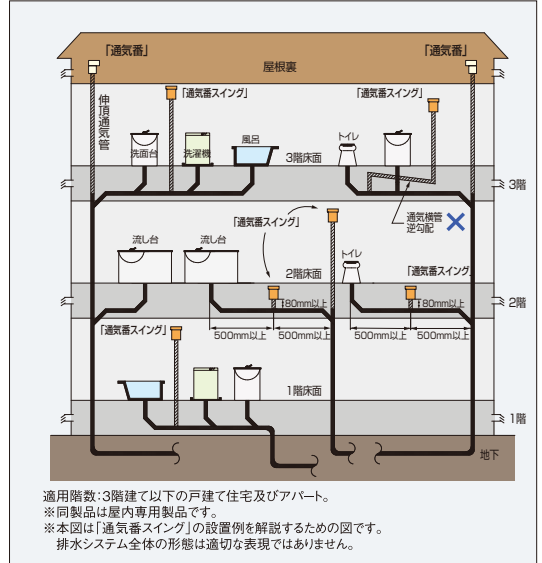 「通気番」
「通気番」
屋根裏
「通気番スイング」
「通気番スイング」
伸頂通気管
洗面台
洗濯機
風呂
トイレ
3階床面
3階
通気横管
逆勾配
「通気番スイング」
流し台
流し台
トイレ
2階床面
「通気番スイング」
80mm以上
80mm以上
2階
500mm以上
500mm以上
500mm以上
500mm以上
「通気番スイング」
1階床面
1階
地下
適用階数:3階建て以下の戸建て住宅及びアパート。
※同製品は屋内専用製品です。
※本図は「通気番スイング」の設置例を解説するための図です。
排水システム全体の形態は適切な表現ではありません。